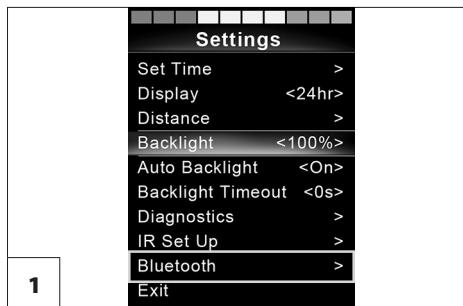 Settings
Set Time >
Display <24hr>
Distance >
Backlight <100%>
Auto Backlight <On>
Backlight Timeout <0s>
Diagnostics >
IR Set Up >
Bluetooth >
Exit
1